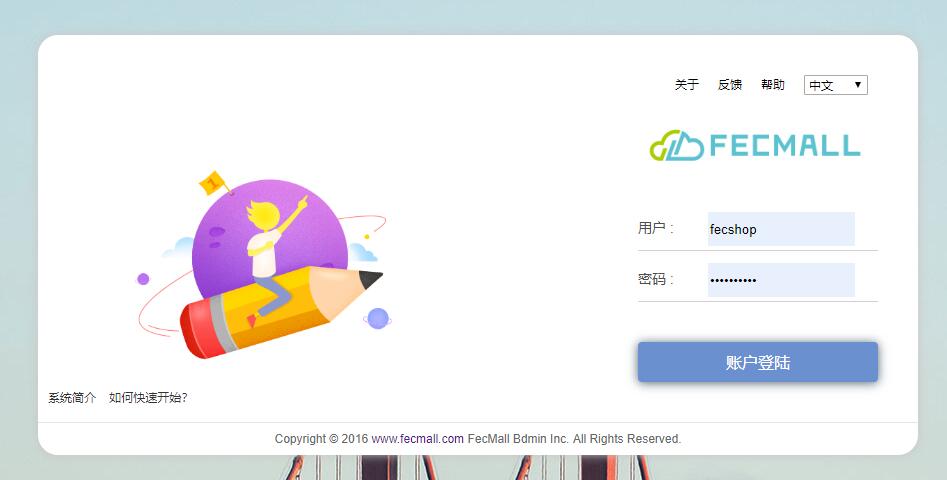 关于 反馈 帮助 中文
FECMALL
1
用户 : fecshop
密码 : ••••••••••
账户登陆
系统简介 如何快速开始?
Copyright © 2016 www.fecmall.com FecMall Bdmin Inc. All Rights Reserved.